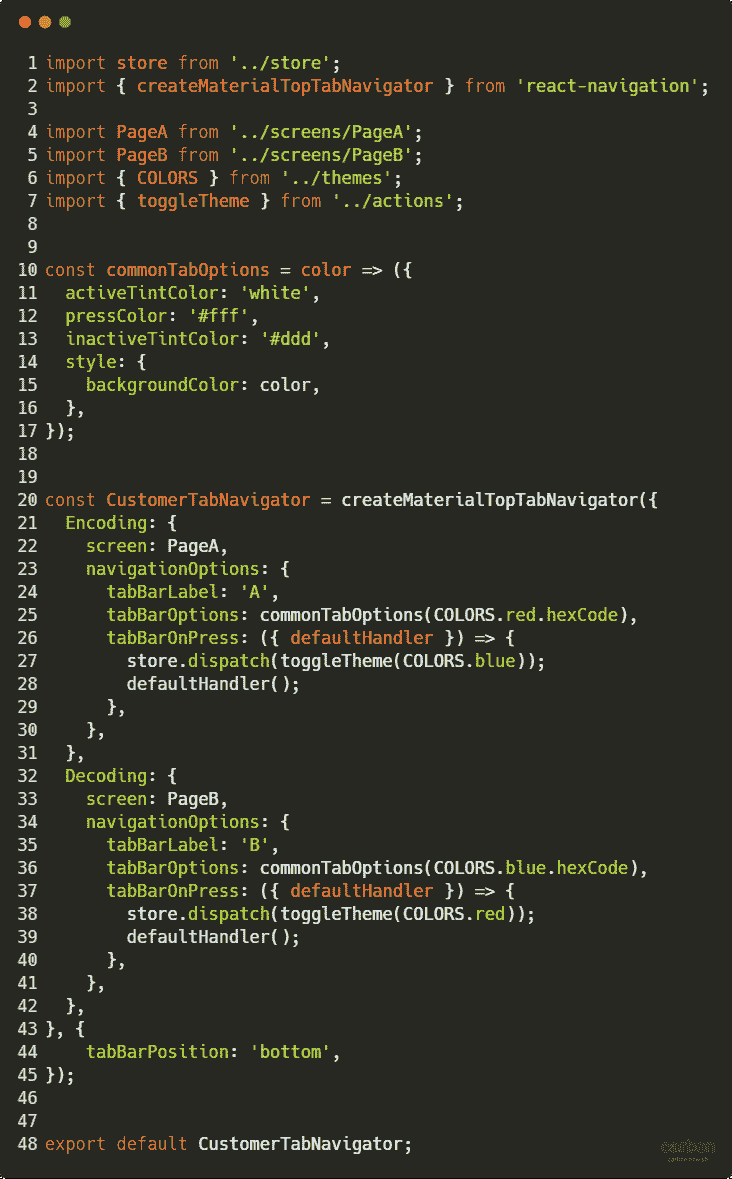 1 import store from '../store';
2 import { createMaterialTopTabNavigator } from 'react-navigation';
3
4 import PageA from '../screens/PageA';
5 import PageB from '../screens/PageB';
6 import { COLORS } from '../themes';
7 import { toggleTheme } from '../actions';
8
9
10 const commonTabOptions = color => ({
11   activeTintColor: 'white',
12   pressColor: '#fff',
13   inactiveTintColor: '#ddd',
14   style: {
15     backgroundColor: color,
16   },
17 });
18
19
20 const CustomerTabNavigator = createMaterialTopTabNavigator({
21   Encoding: {
22     screen: PageA,
23     navigationOptions: {
24       tabBarLabel: 'A',
25       tabBarOptions: commonTabOptions(COLORS.red.hexCode),
26       tabBarOnPress: ({ defaultHandler }) => {
27         store.dispatch(toggleTheme(COLORS.blue));
28         defaultHandler();
29       },
30     },
31   },
32   Decoding: {
33     screen: PageB,
34     navigationOptions: {
35       tabBarLabel: 'B',
36       tabBarOptions: commonTabOptions(COLORS.blue.hexCode),
37       tabBarOnPress: ({ defaultHandler }) => {
38         store.dispatch(toggleTheme(COLORS.red));
39         defaultHandler();
40       },
41     },
42   },
43 }, {
44     tabBarPosition: 'bottom',
45 });
46
47
48 export default CustomerTabNavigator;
carbon